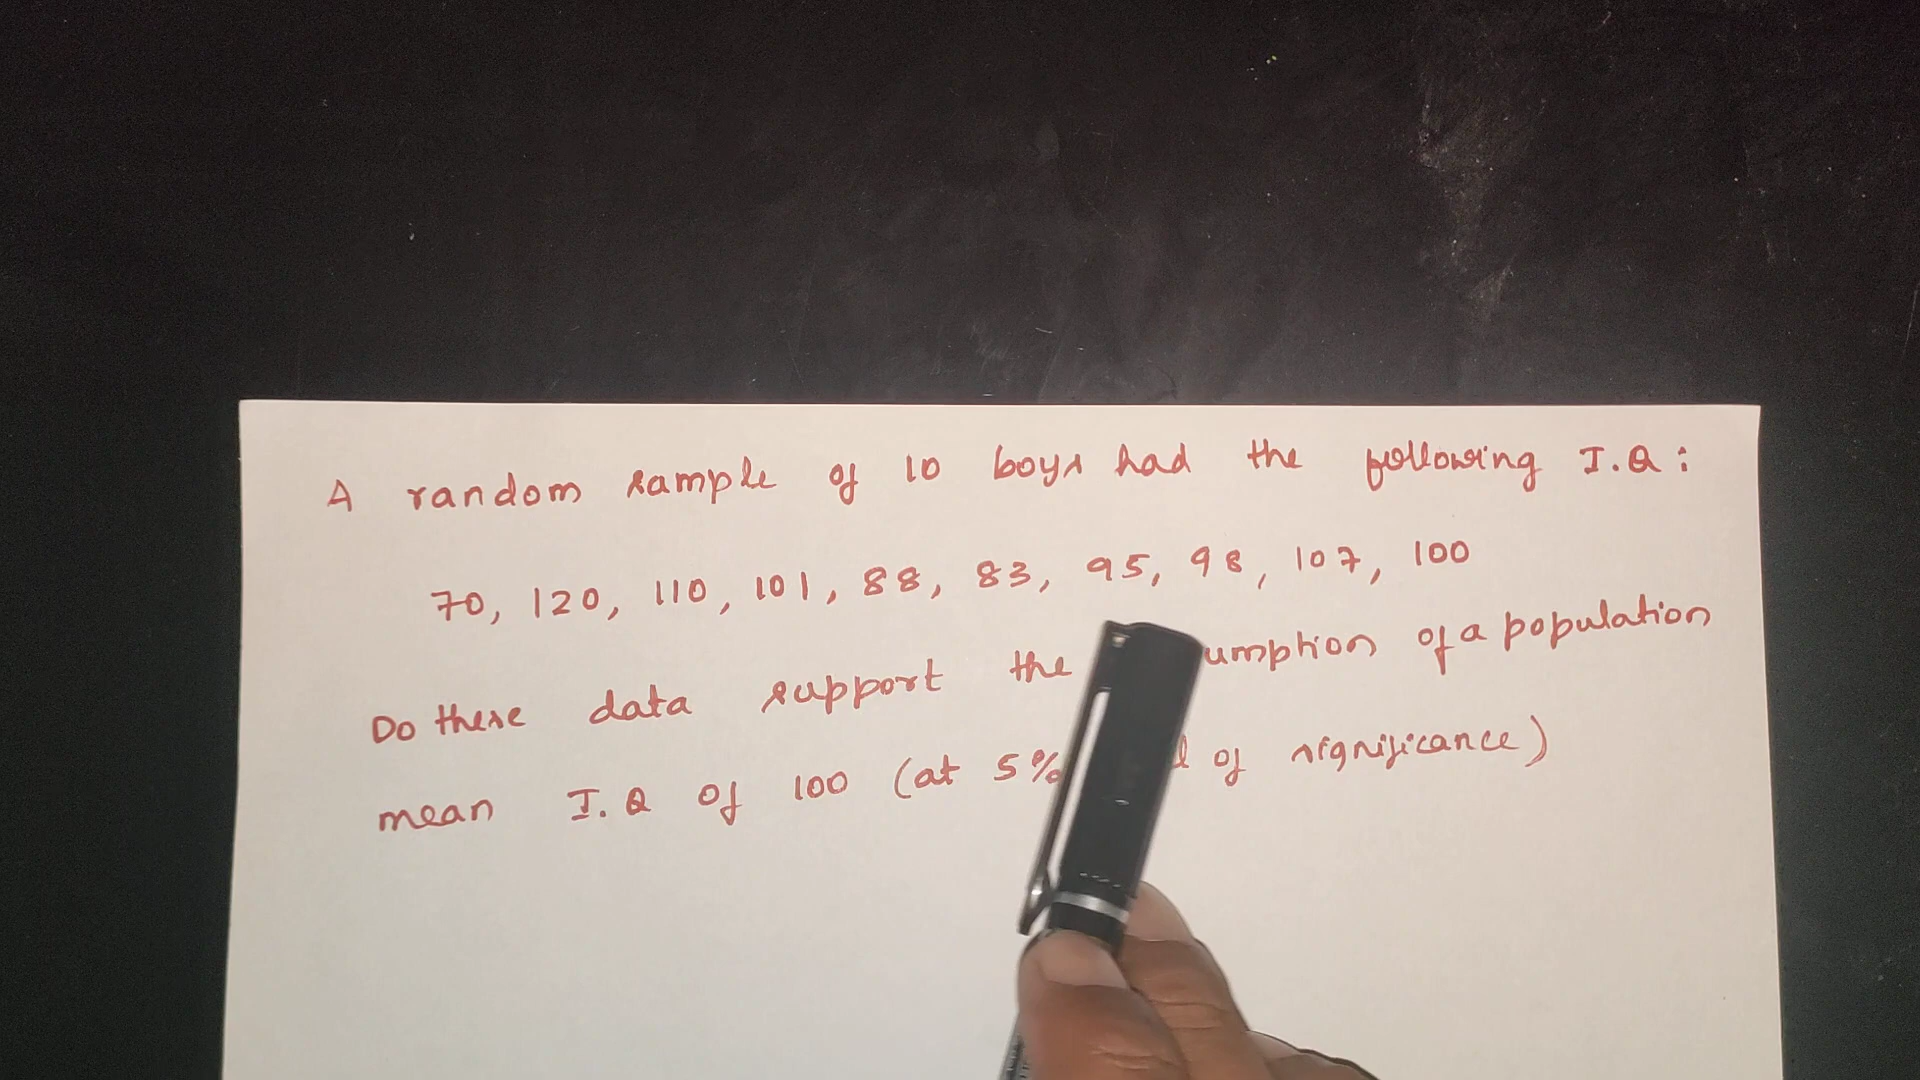 A random sample of 10 boys had the following I.Q :
70, 120, 110, 101, 88, 83, 95, 98, 107, 100
Do these data support the umption of a population
mean I.Q of 100 (at 5% of significance)